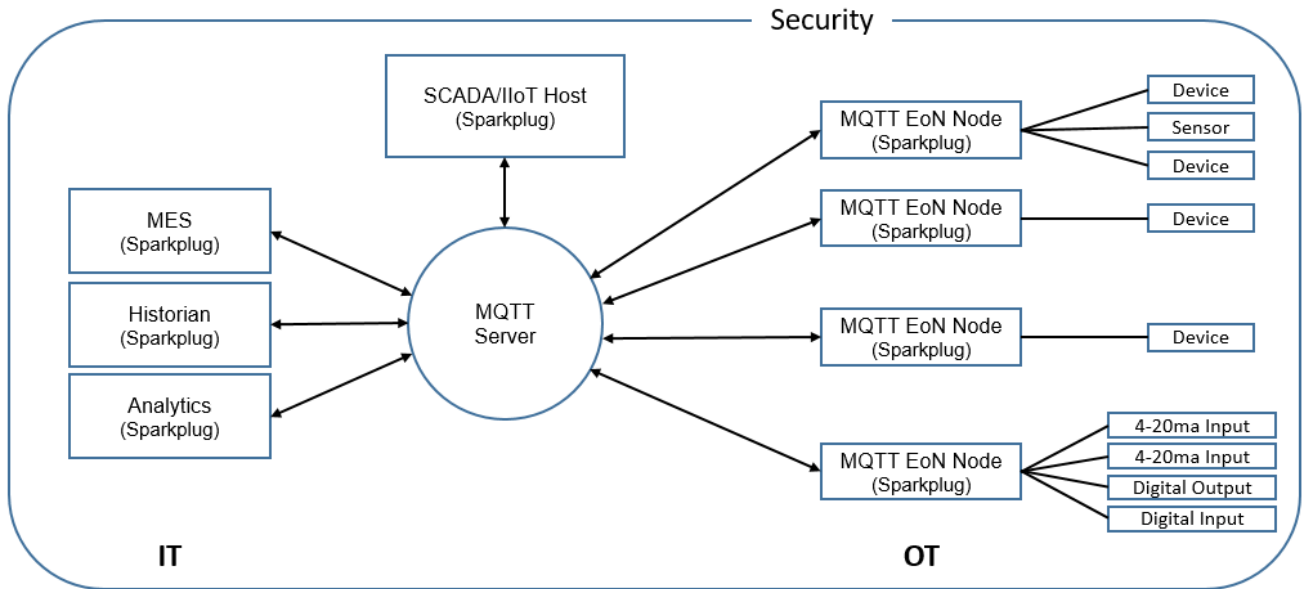 Security
SCADA/IIoT Host
(Sparkplug)
MES
(Sparkplug)
Historian
(Sparkplug)
Analytics
(Sparkplug)
MQTT
Server
MQTT EoN Node
(Sparkplug)
Device
Sensor
Device
MQTT EoN Node
(Sparkplug)
Device
MQTT EoN Node
(Sparkplug)
Device
MQTT EoN Node
(Sparkplug)
4-20ma Input
4-20ma Input
Digital Output
Digital Input
IT
OT